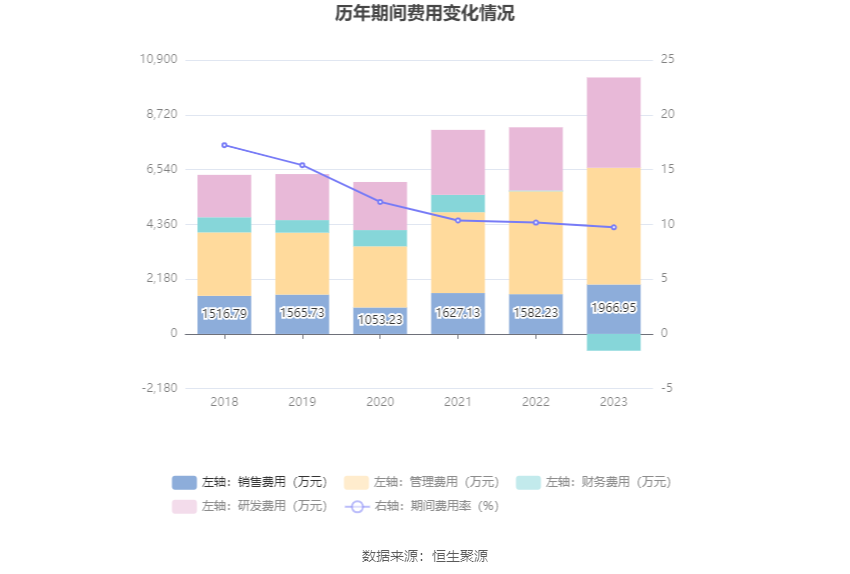 历年期间费用变化情况
10,900 25
8,720 20
6,540 15
4,360 10
2,180 5
0 0
-2,180 -5
1516.79 1565.73 1053.23 1627.13 1582.23 1966.95
2018 2019 2020 2021 2022 2023
左轴：销售费用（万元） 左轴：管理费用（万元） 左轴：财务费用（万元）
左轴：研发费用（万元） 右轴：期间费用率（%）
数据来源：恒生聚源